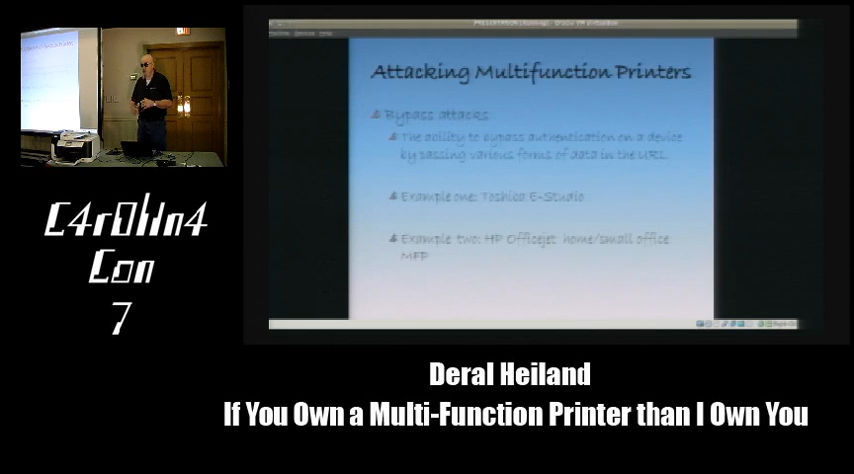 Attacking Multifunction Printers
Bypass attacks
The ability to bypass authentication on a device
by passing various forms of data in the URL
Example one: Toshiba E-Studio
Example two: HP Officejet home/small office
MFP
C4r0l1n4
Con
7
Deral Heiland
If You Own a Multi-Function Printer than I Own You